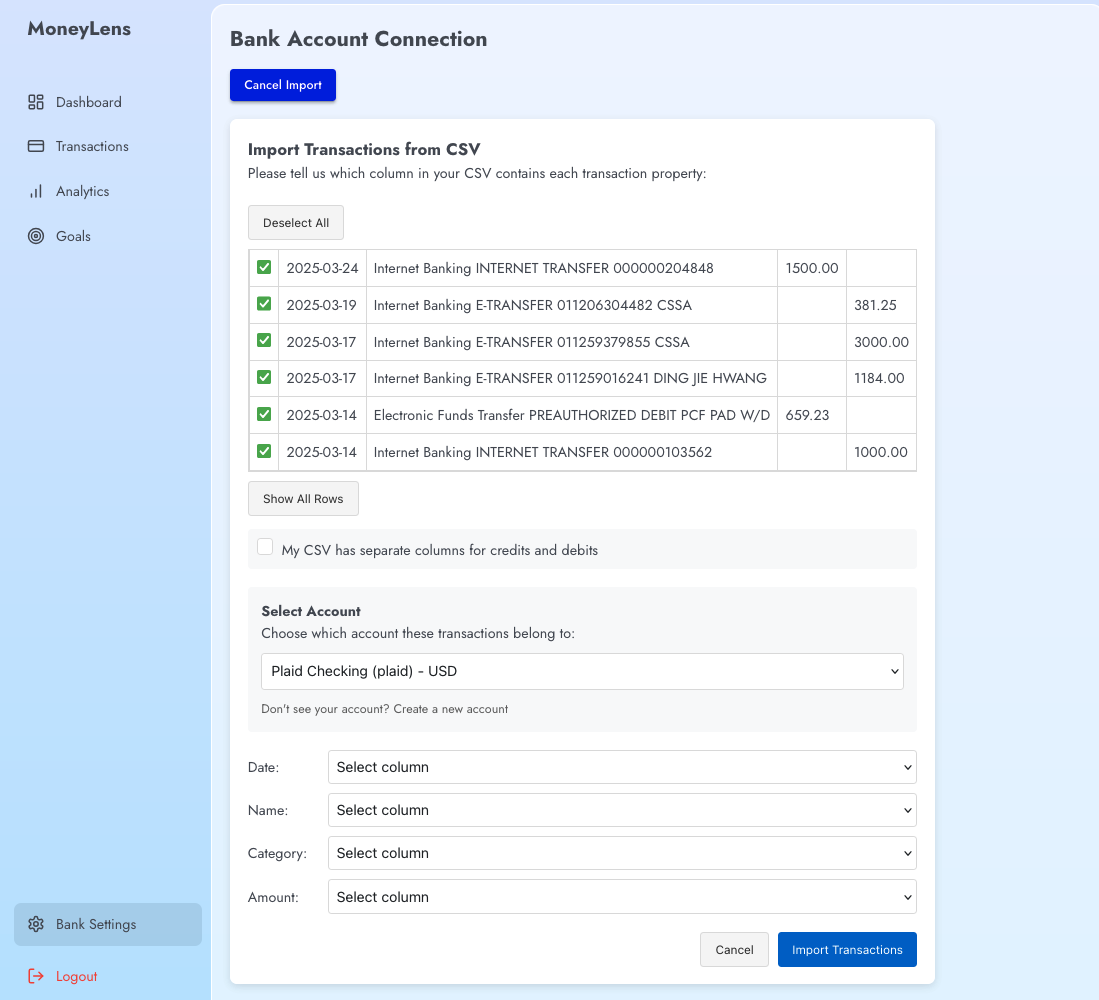 MoneyLens
Dashboard
Transactions
Analytics
Goals
Bank Settings
Logout
Bank Account Connection
Cancel Import
Import Transactions from CSV
Please tell us which column in your CSV contains each transaction property:
Deselect All
2025-03-24 Internet Banking INTERNET TRANSFER 000000204848 1500.00
2025-03-19 Internet Banking E-TRANSFER 011206304482 CSSA 381.25
2025-03-17 Internet Banking E-TRANSFER 011259379855 CSSA 3000.00
2025-03-17 Internet Banking E-TRANSFER 011259016241 DING JIE HWANG 1184.00
2025-03-14 Electronic Funds Transfer PREAUTHORIZED DEBIT PCF PAD W/D 659.23
2025-03-14 Internet Banking INTERNET TRANSFER 000000103562 1000.00
Show All Rows
My CSV has separate columns for credits and debits
Select Account
Choose which account these transactions belong to:
Plaid Checking (plaid) - USD
Don't see your account? Create a new account
Date: Select column
Name: Select column
Category: Select column
Amount: Select column
Cancel Import Transactions